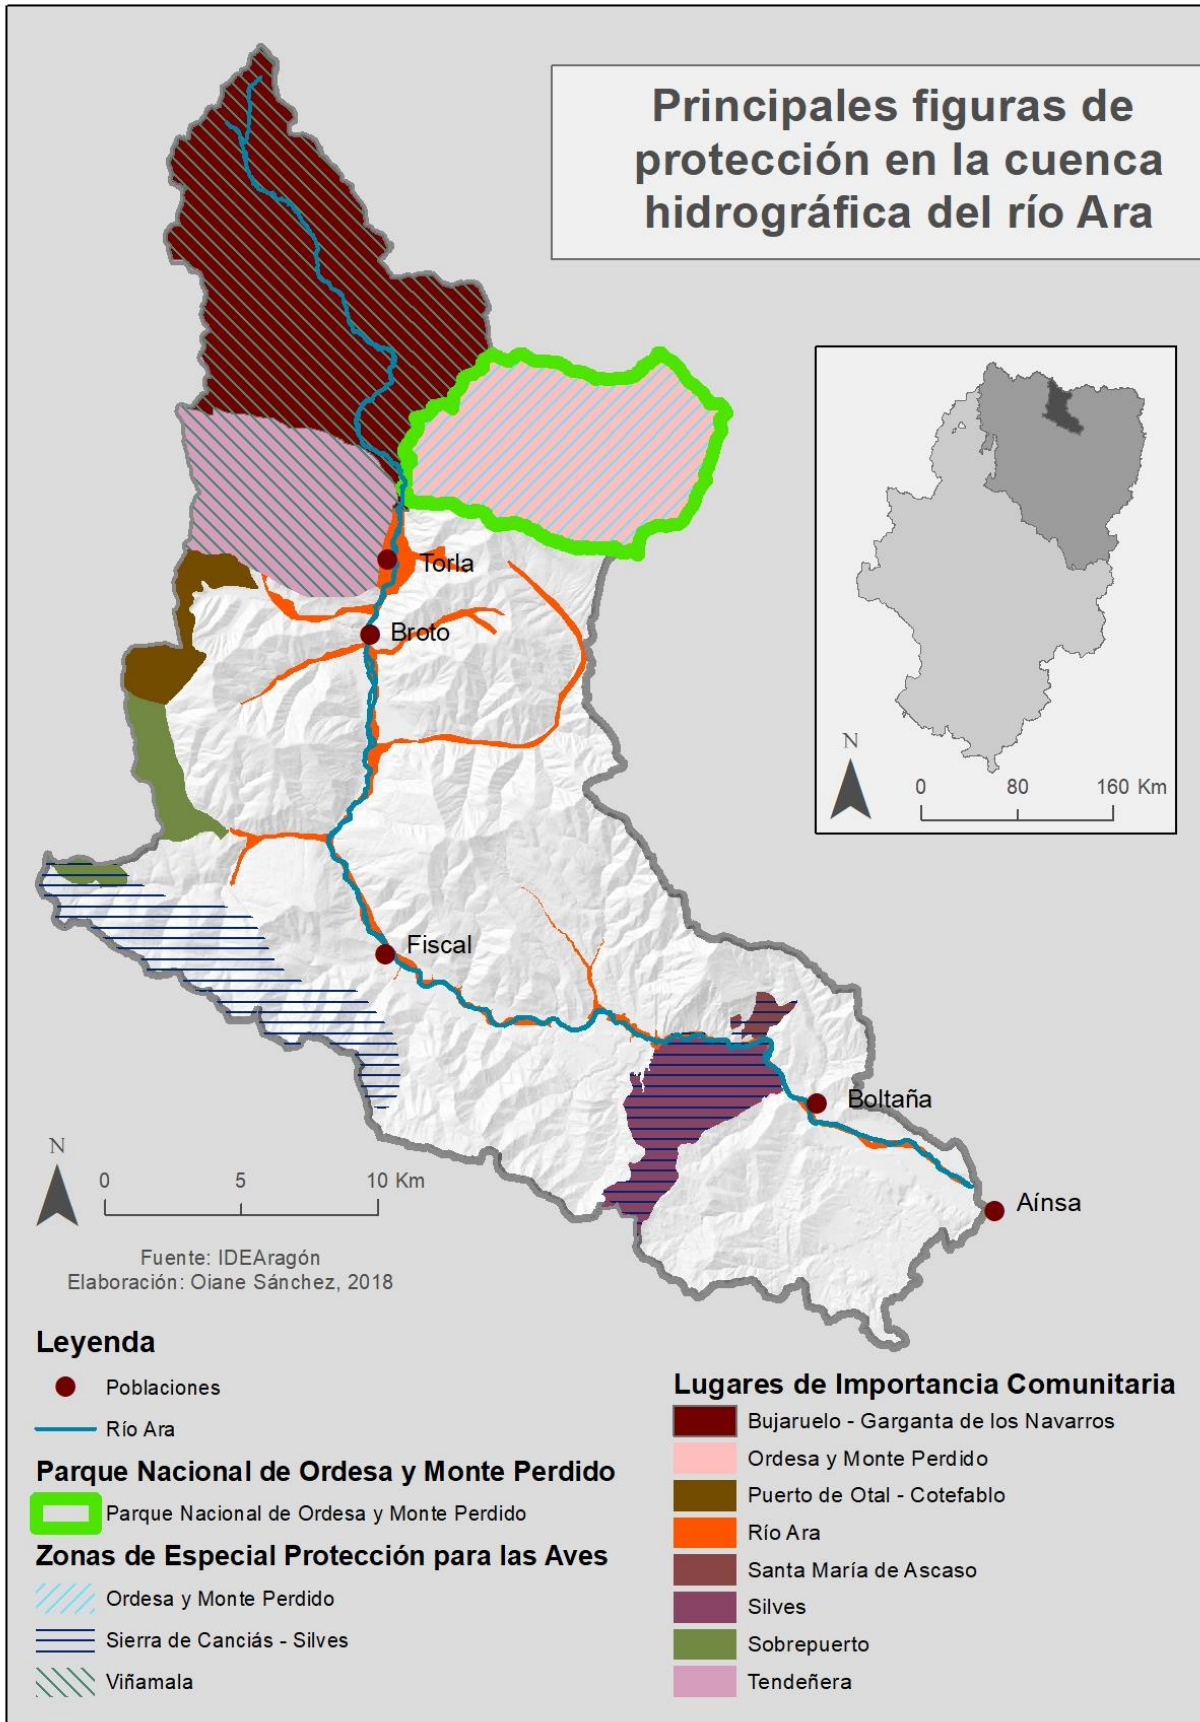 Principales figuras de
protección en la cuenca
hidrográfica del río Ara
N
0 80 160 Km
Torla
Broto
Fiscal
Boltaña
Aínsa
N
0 5 10 Km
Fuente: IDEAragón
Elaboración: Oiane Sánchez, 2018
Leyenda
Poblaciones
Río Ara
Parque Nacional de Ordesa y Monte Perdido
Parque Nacional de Ordesa y Monte Perdido
Zonas de Especial Protección para las Aves
Ordesa y Monte Perdido
Sierra de Canciás - Silves
Viñamala
Lugares de Importancia Comunitaria
Bujaruelo - Garganta de los Navarros
Ordesa y Monte Perdido
Puerto de Otal - Cotefablo
Río Ara
Santa María de Ascaso
Silves
Sobrepuerto
Tendeñera